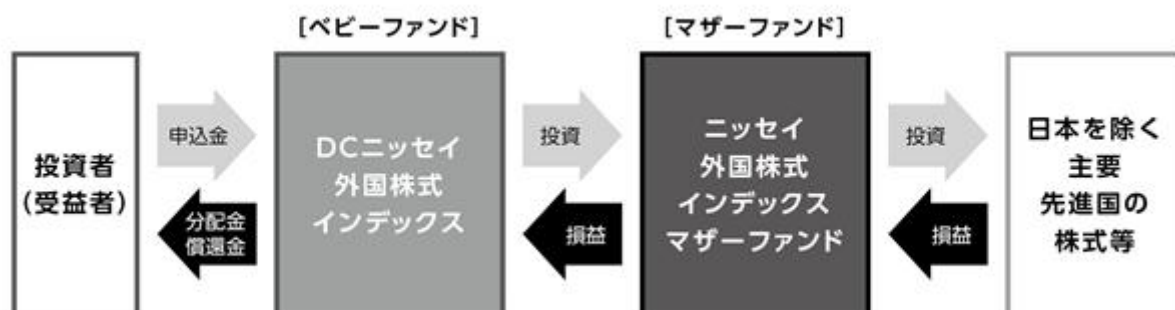 [ベビーファンド]
[マザーファンド]
投資者
(受益者)
申込金
分配金
償還金
DCニッセイ
外国株式
インデックス
投資
損益
ニッセイ
外国株式
インデックス
マザーファンド
投資
損益
日本を除く
主要
先進国の
株式等